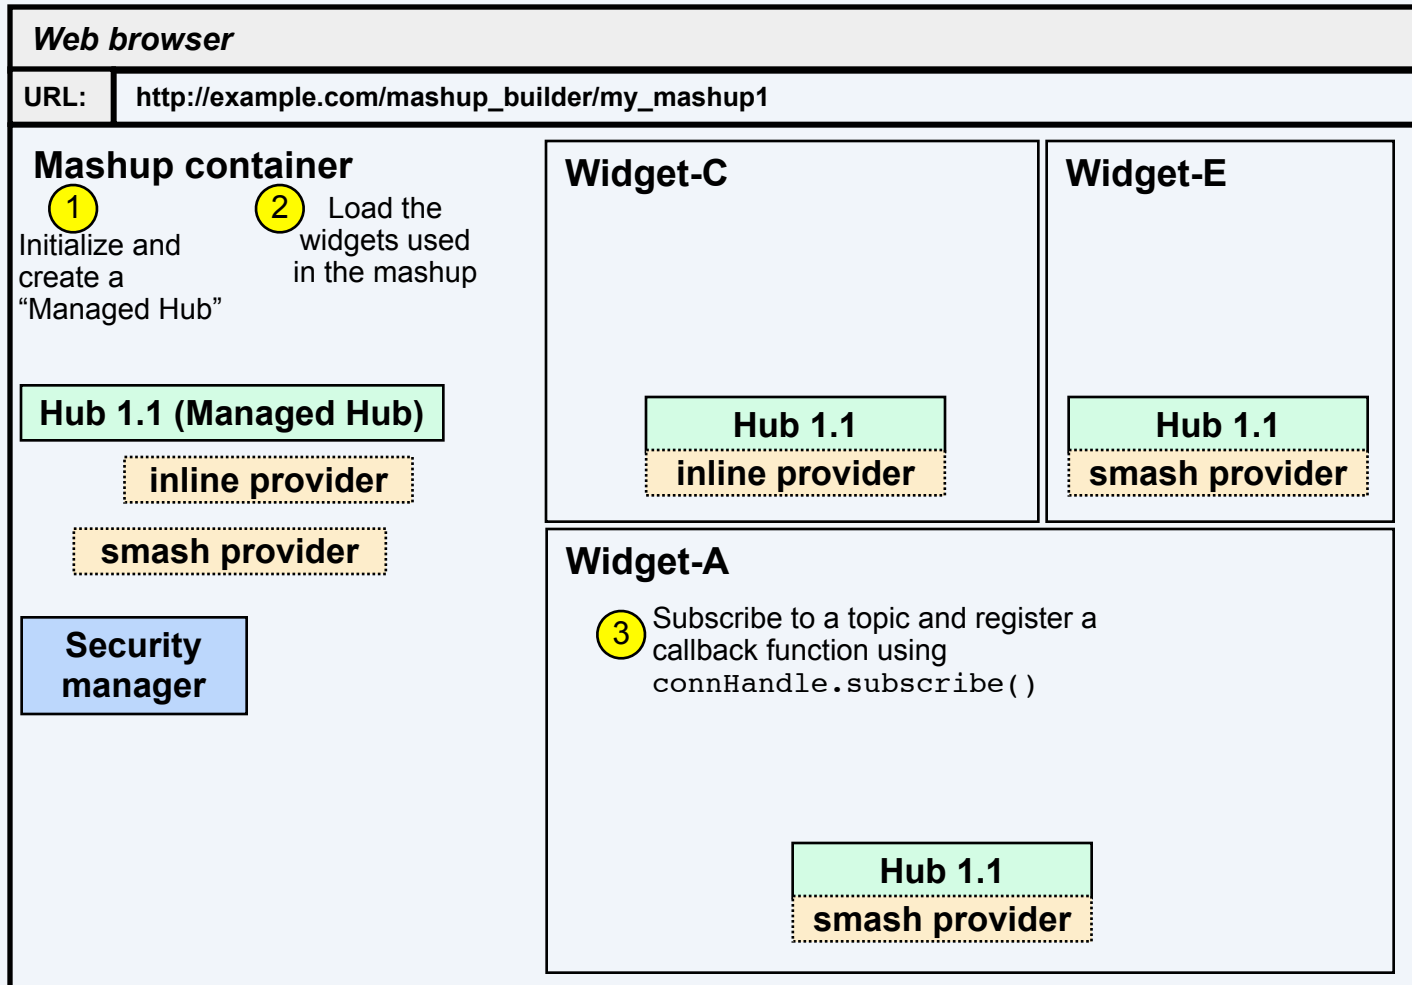 Web browser
URL:
http://example.com/mashup_builder/my_mashup1
Mashup container
1
Initialize and
create a
“Managed Hub”
2
Load the
widgets used
in the mashup
Hub 1.1 (Managed Hub)
inline provider
smash provider
Security
manager
Widget-C
Hub 1.1
inline provider
Widget-E
Hub 1.1
smash provider
Widget-A
3
Subscribe to a topic and register a
callback function using
connHandle.subscribe()
Hub 1.1
smash provider